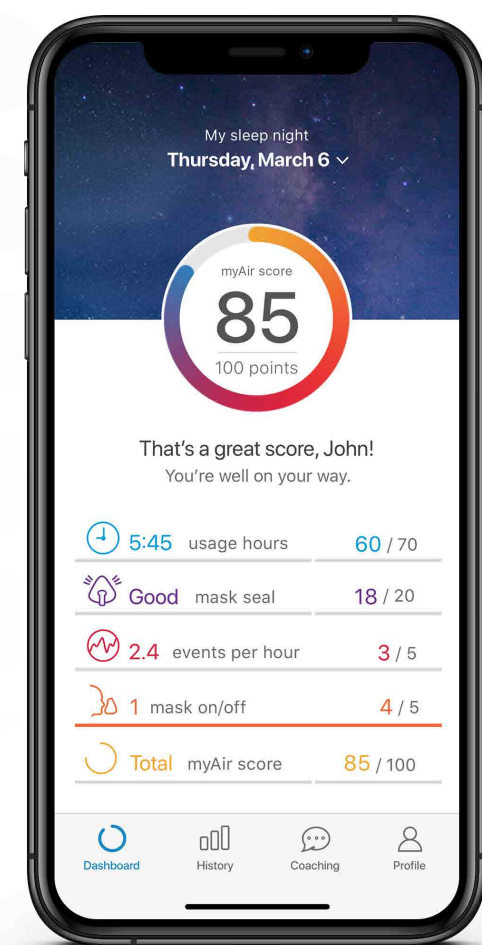 My sleep night
Thursday, March 6
myAir score
85
100 points
That's a great score, John!
You're well on your way.
5:45 usage hours 60 / 70
Good mask seal 18 / 20
2.4 events per hour 3 / 5
1 mask on/off 4 / 5
Total myAir score 85 / 100
Dashboard History Coaching Profile